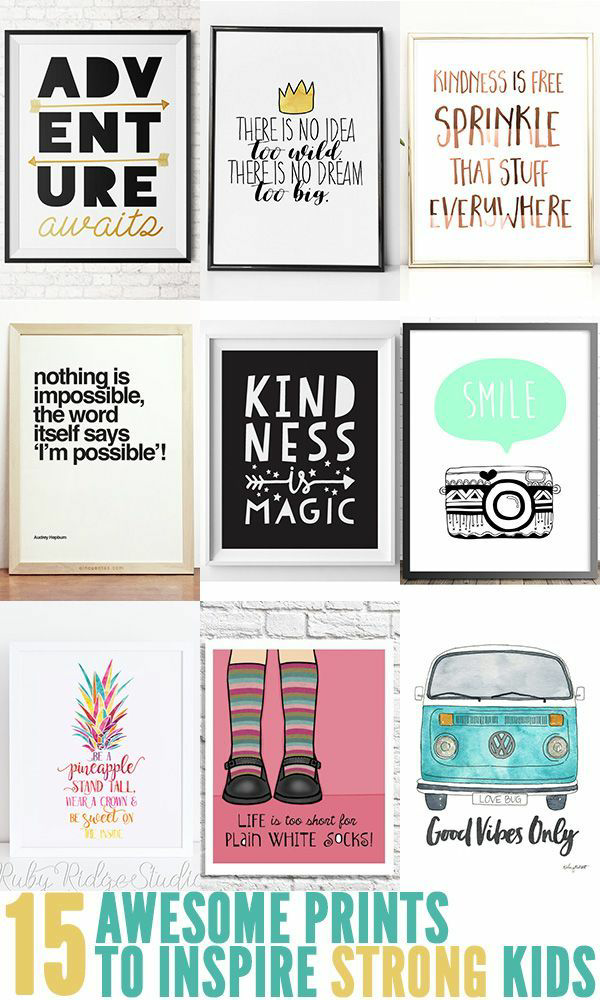 ADV
ENT
URE
awaits
THERE IS NO IDEA
too wild.
THERE IS NO DREAM
too big.
KINDNESS IS FREE
SPRINKLE
THAT STUFF
EVERYWHERE
nothing is
impossible,
the word
itself says
'I'm possible'!
Audrey Hepburn
KIND
NESS
is
MAGIC
SMILE
BE A
pineapple
STAND TALL,
WEAR A CROWN &
BE sweet ON
THE INSIDE
Ruby Ridge Studio
LIFE is too short for
PLAIN WHITE SOCKS!
LOVE BUG
Good Vibes Only
15 AWESOME PRINTS
TO INSPIRE STRONG KIDS